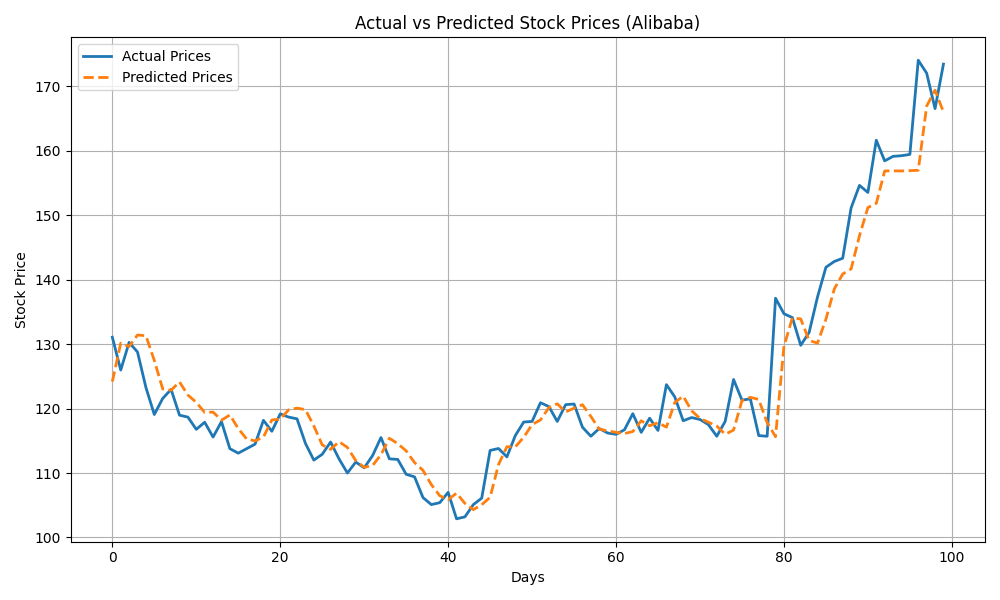 Actual vs Predicted Stock Prices (Alibaba)
Actual Prices
Predicted Prices
170
160
150
140
130
120
110
100
Stock Price
0 20 40 60 80 100
Days